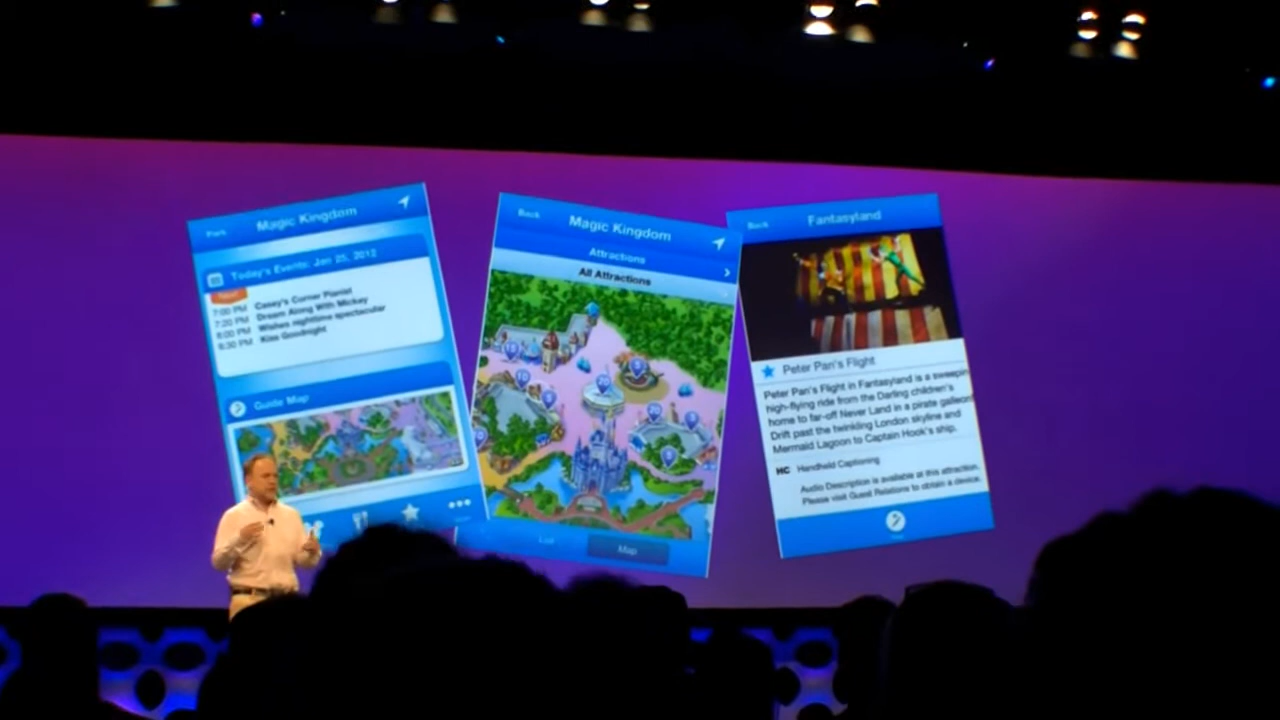 Park
Magic Kingdom
Today's Events: Jan 25, 2012
7:00 PM Casey's Corner Pianist
7:20 PM Dream Along With Mickey
8:00 PM Wishes nighttime spectacular
8:30 PM Kiss Goodnight
Guide Map
Back
Magic Kingdom
Attractions
All Attractions
List
Map
Back
Fantasyland
Peter Pan's Flight
Peter Pan's Flight in Fantasyland is a sweeping
high-flying ride from the Darling children's
home to far-off Never Land in a pirate galleon.
Drift past the twinkling London skyline and
Mermaid Lagoon to Captain Hook's ship.
HC Handheld Captioning
Audio Description is available at this attraction.
Please visit Guest Relations to obtain a device.